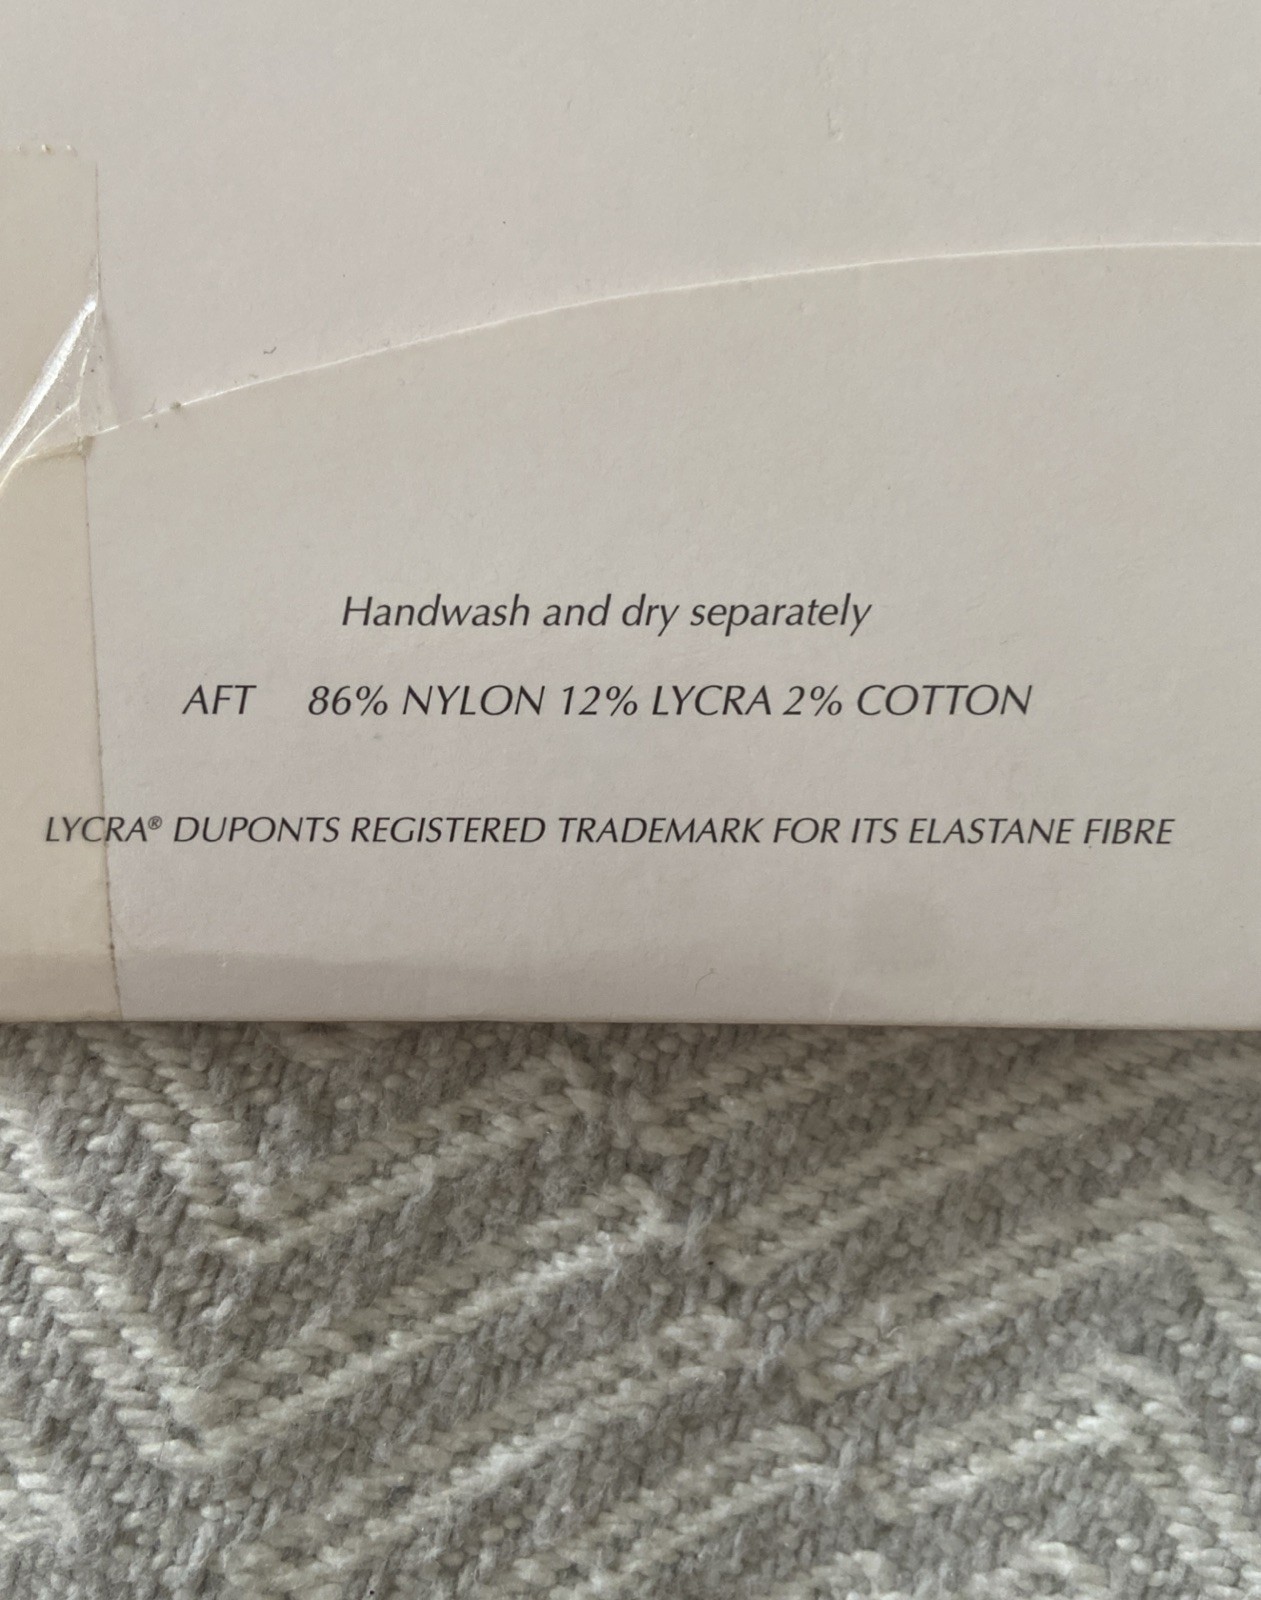 Handwash and dry separately
AFT 86% NYLON 12% LYCRA 2% COTTON
LYCRA® DUPONTS REGISTERED TRADEMARK FOR ITS ELASTANE FIBRE